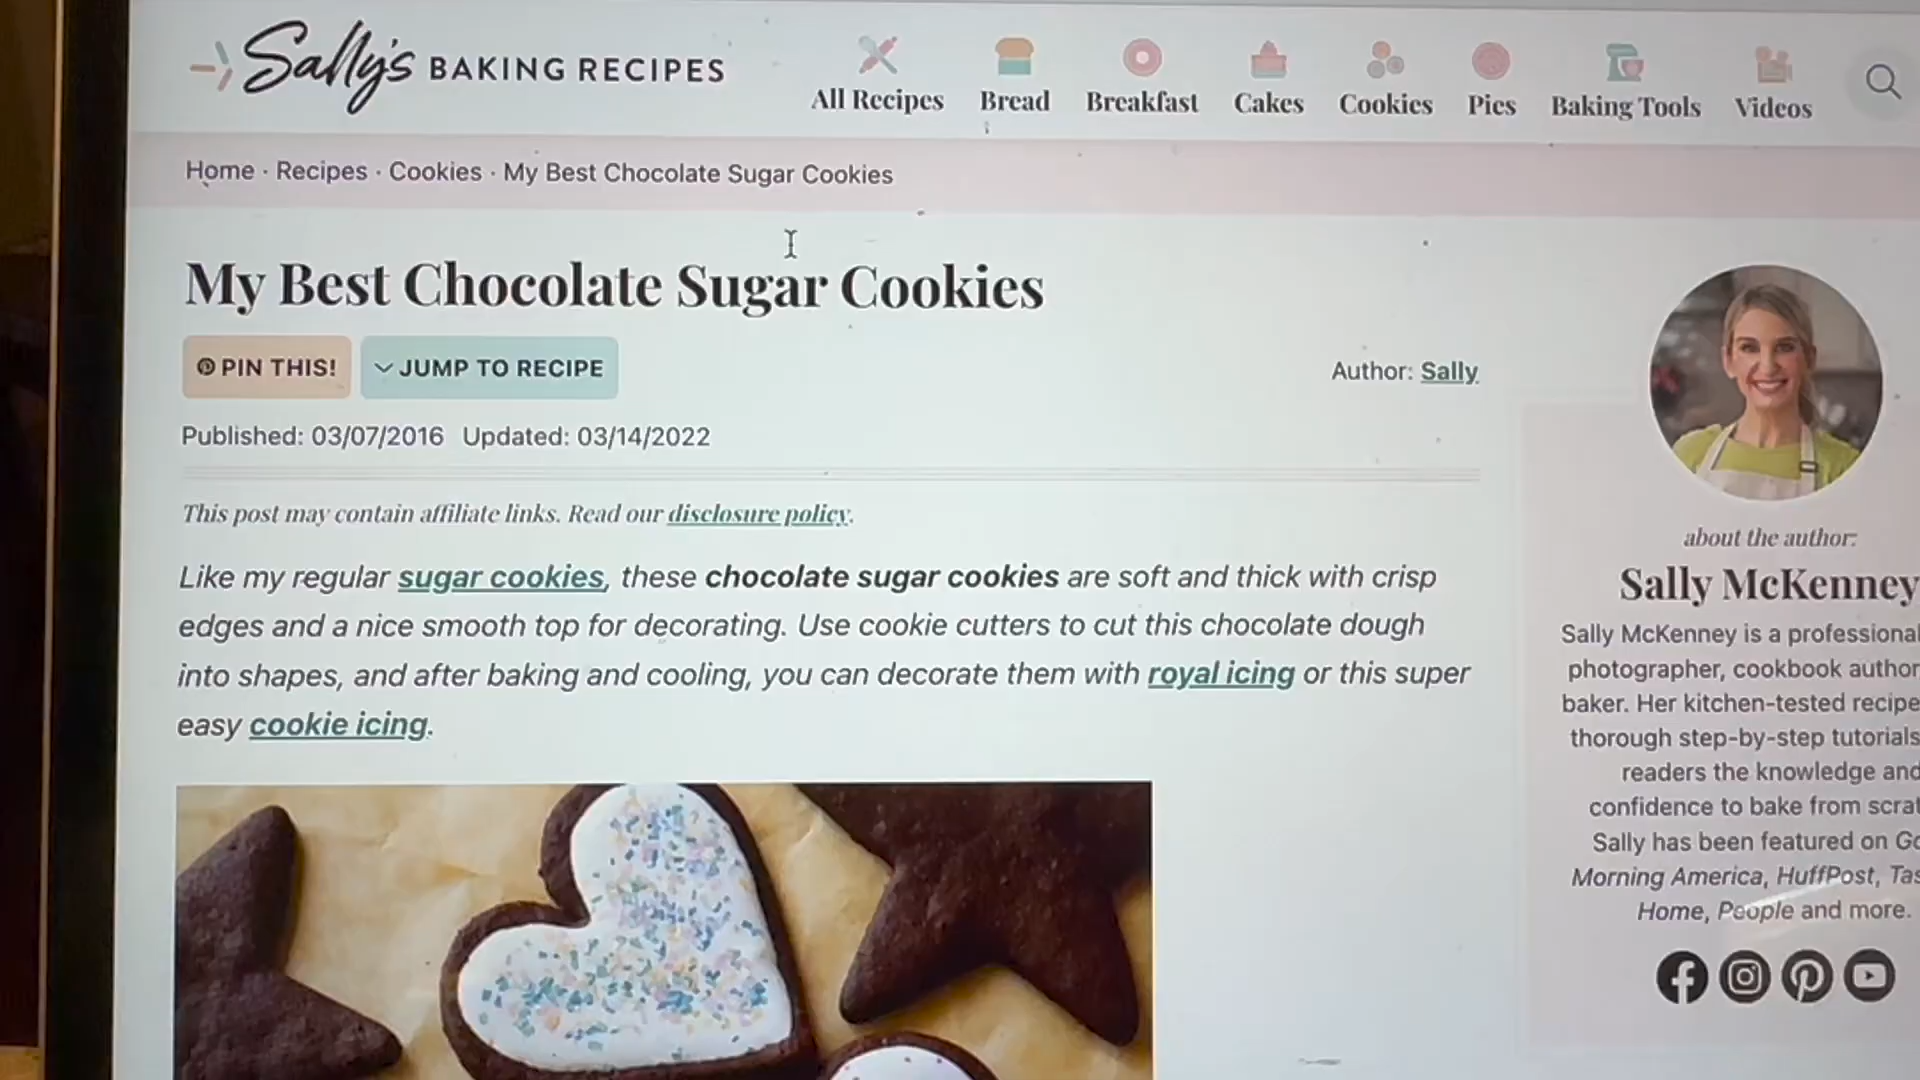 Sally's BAKING RECIPES
All Recipes
Bread
Breakfast
Cakes
Cookies
Pies
Baking Tools
Videos
Home · Recipes · Cookies · My Best Chocolate Sugar Cookies
My Best Chocolate Sugar Cookies
PIN THIS!
JUMP TO RECIPE
Author: Sally
Published: 03/07/2016 Updated: 03/14/2022
This post may contain affiliate links. Read our disclosure policy.
Like my regular sugar cookies, these chocolate sugar cookies are soft and thick with crisp
edges and a nice smooth top for decorating. Use cookie cutters to cut this chocolate dough
into shapes, and after baking and cooling, you can decorate them with royal icing or this super
easy cookie icing.
about the author:
Sally McKenney
Sally McKenney is a professional
photographer, cookbook author,
baker. Her kitchen-tested recipe
thorough step-by-step tutorials
readers the knowledge and
confidence to bake from scrat
Sally has been featured on Go
Morning America, HuffPost, Tas
Home, People and more.